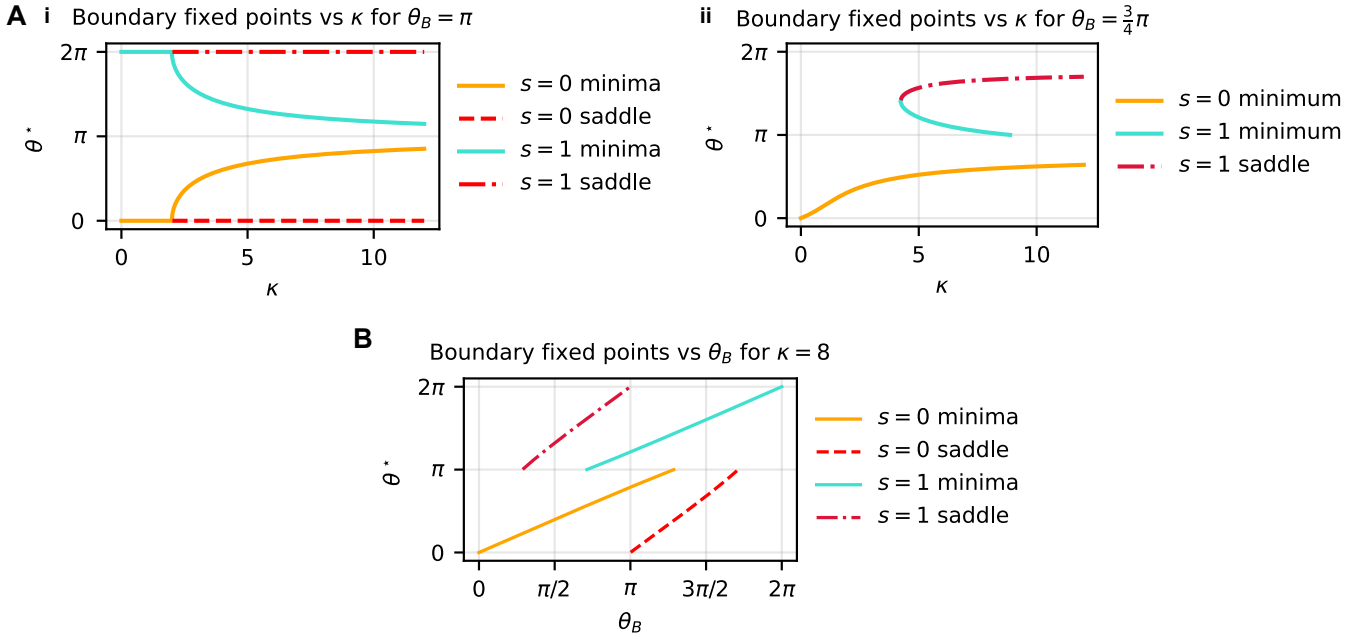 A i Boundary fixed points vs κ for θ_B = π
2π
π
0
θ*
0 5 10
κ
s = 0 minima
s = 0 saddle
s = 1 minima
s = 1 saddle
ii Boundary fixed points vs κ for θ_B = 3/4 π
2π
π
0
θ*
0 5 10
κ
s = 0 minimum
s = 1 minimum
s = 1 saddle
B
Boundary fixed points vs θ_B for κ = 8
2π
π
0
θ*
0 π/2 π 3π/2 2π
θ_B
s = 0 minima
s = 0 saddle
s = 1 minima
s = 1 saddle